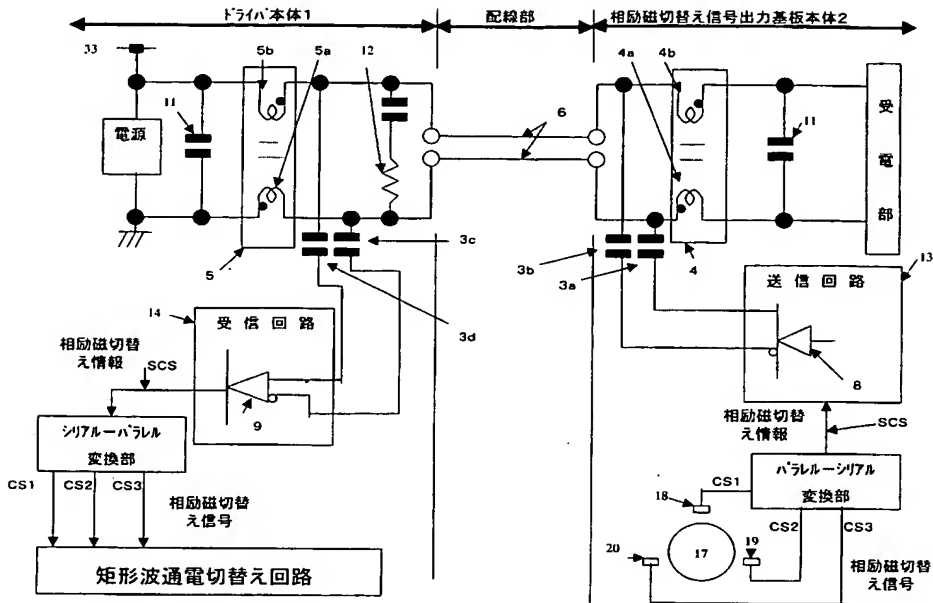 ドライバ本体1
配線部
相励磁切替え信号出力基板本体2
33
11
5b
5a
12
電源
6
4a
4b
11
受電部
5
3c
3d
3b
3a
4
13
送信回路
8
14
受信回路
9
相励磁切替
え情報
SCS
シリアルーパラレル
変換部
CS1
CS2
CS3
相励磁切替
え信号
矩形波通電切替え回路
相励磁切替え
情報
SCS
パラレルーシリアル
変換部
CS1
CS2
CS3
18
17
19
20
相励磁切替
え信号